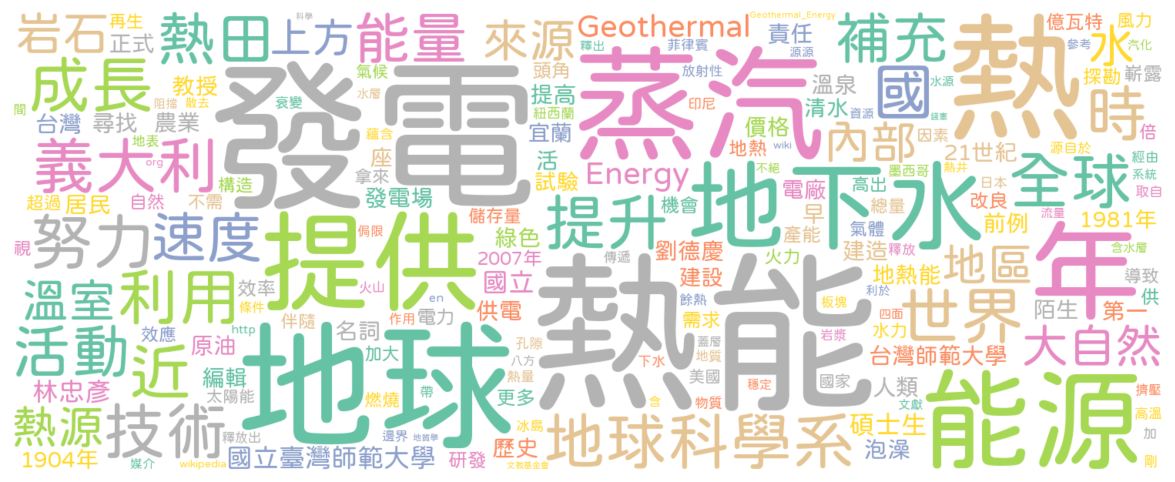 發電
熱能
地球
蒸汽
提供
地下水
能源
熱
年
世界
地球科學系
國
水
時
全球
內部
補充
提升
Geothermal
Energy
能量
來源
上方
熱田
岩石
再生
正式
成長
教授
台灣
尋找
農業
義大利
努力
速度
利用
溫室
活動
近
大自然
技術
熱源
地區
林忠彥
1904年
國立臺灣師範大學
台灣師範大學
碩士生
歷史
研發
泡澡
人類
劉德慶
建設
國立
供電
2007年
綠色
儲存量
發電場
機會
試驗
活
座
宜蘭
提高
頭角
氣候
拿來
構造
自然
不需
居民
超過
org
地表
衰變
水層
阻擋
散去
間
科學
釋出
菲律賓
放射性
印尼
紐西蘭
蘊含
責任
源源
Geothermal_Energy
億瓦特
風力
參考
汽化
探勘
嶄露
溫泉
清水
價格
地熱
wiki
資源
水源
因素
21世紀
倍
源自於
經由
系統
取自
日本
熱井
墨西哥
不絕
高出
電廠
早
總量
改良
前例
1981年
流量
含水層
氣體
產能
建造
釋放
火力
傳遞
地熱能
利於
板塊
餘熱
需求
水力
四面
岩漿
導致
供
陌生
第一
視
侷限
效率
條件
火山
伴隨
名詞
作用
en
電力
效應
http
原油
編輯
加大
太陽能
燃燒
帶
孔隙
八方
熱量
更多
下水
蓋層
地質
美國
穩定
國家
物質
含
冰島
文獻
擠壓
高溫
加
剛
釋放出
媒介
wikipedia
邊界
地質學
文教基金會